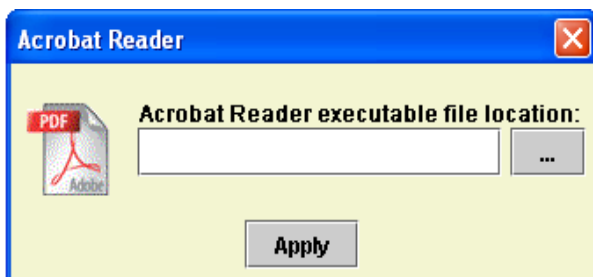 Acrobat Reader
Acrobat Reader executable file location:
PDF
...
Adobe
Apply